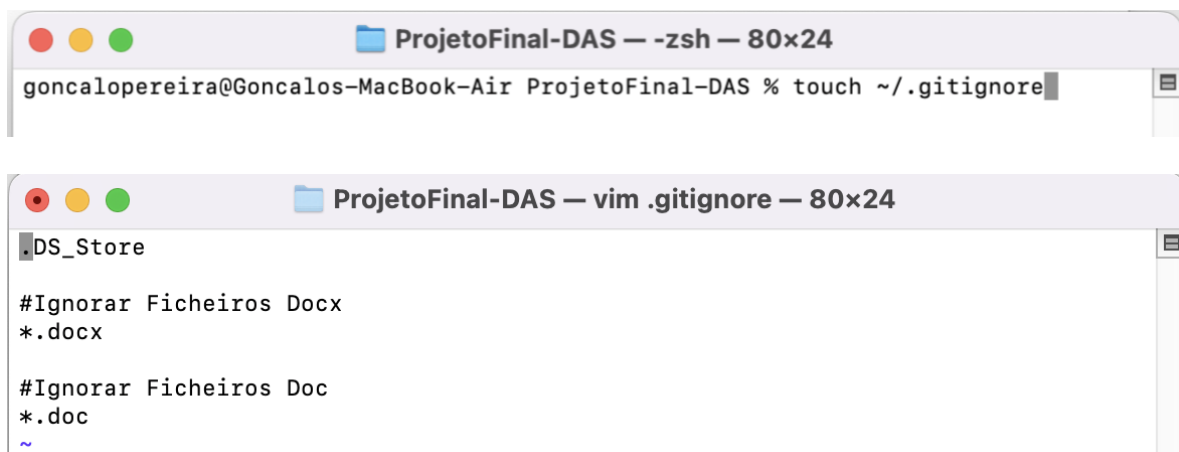 ProjetoFinal-DAS — -zsh — 80×24
goncalopereira@Goncalos-MacBook-Air ProjetoFinal-DAS % touch ~/.gitignore
ProjetoFinal-DAS — vim .gitignore — 80×24
.DS_Store
#Ignorar Ficheiros Docx
*.docx
#Ignorar Ficheiros Doc
*.doc
~